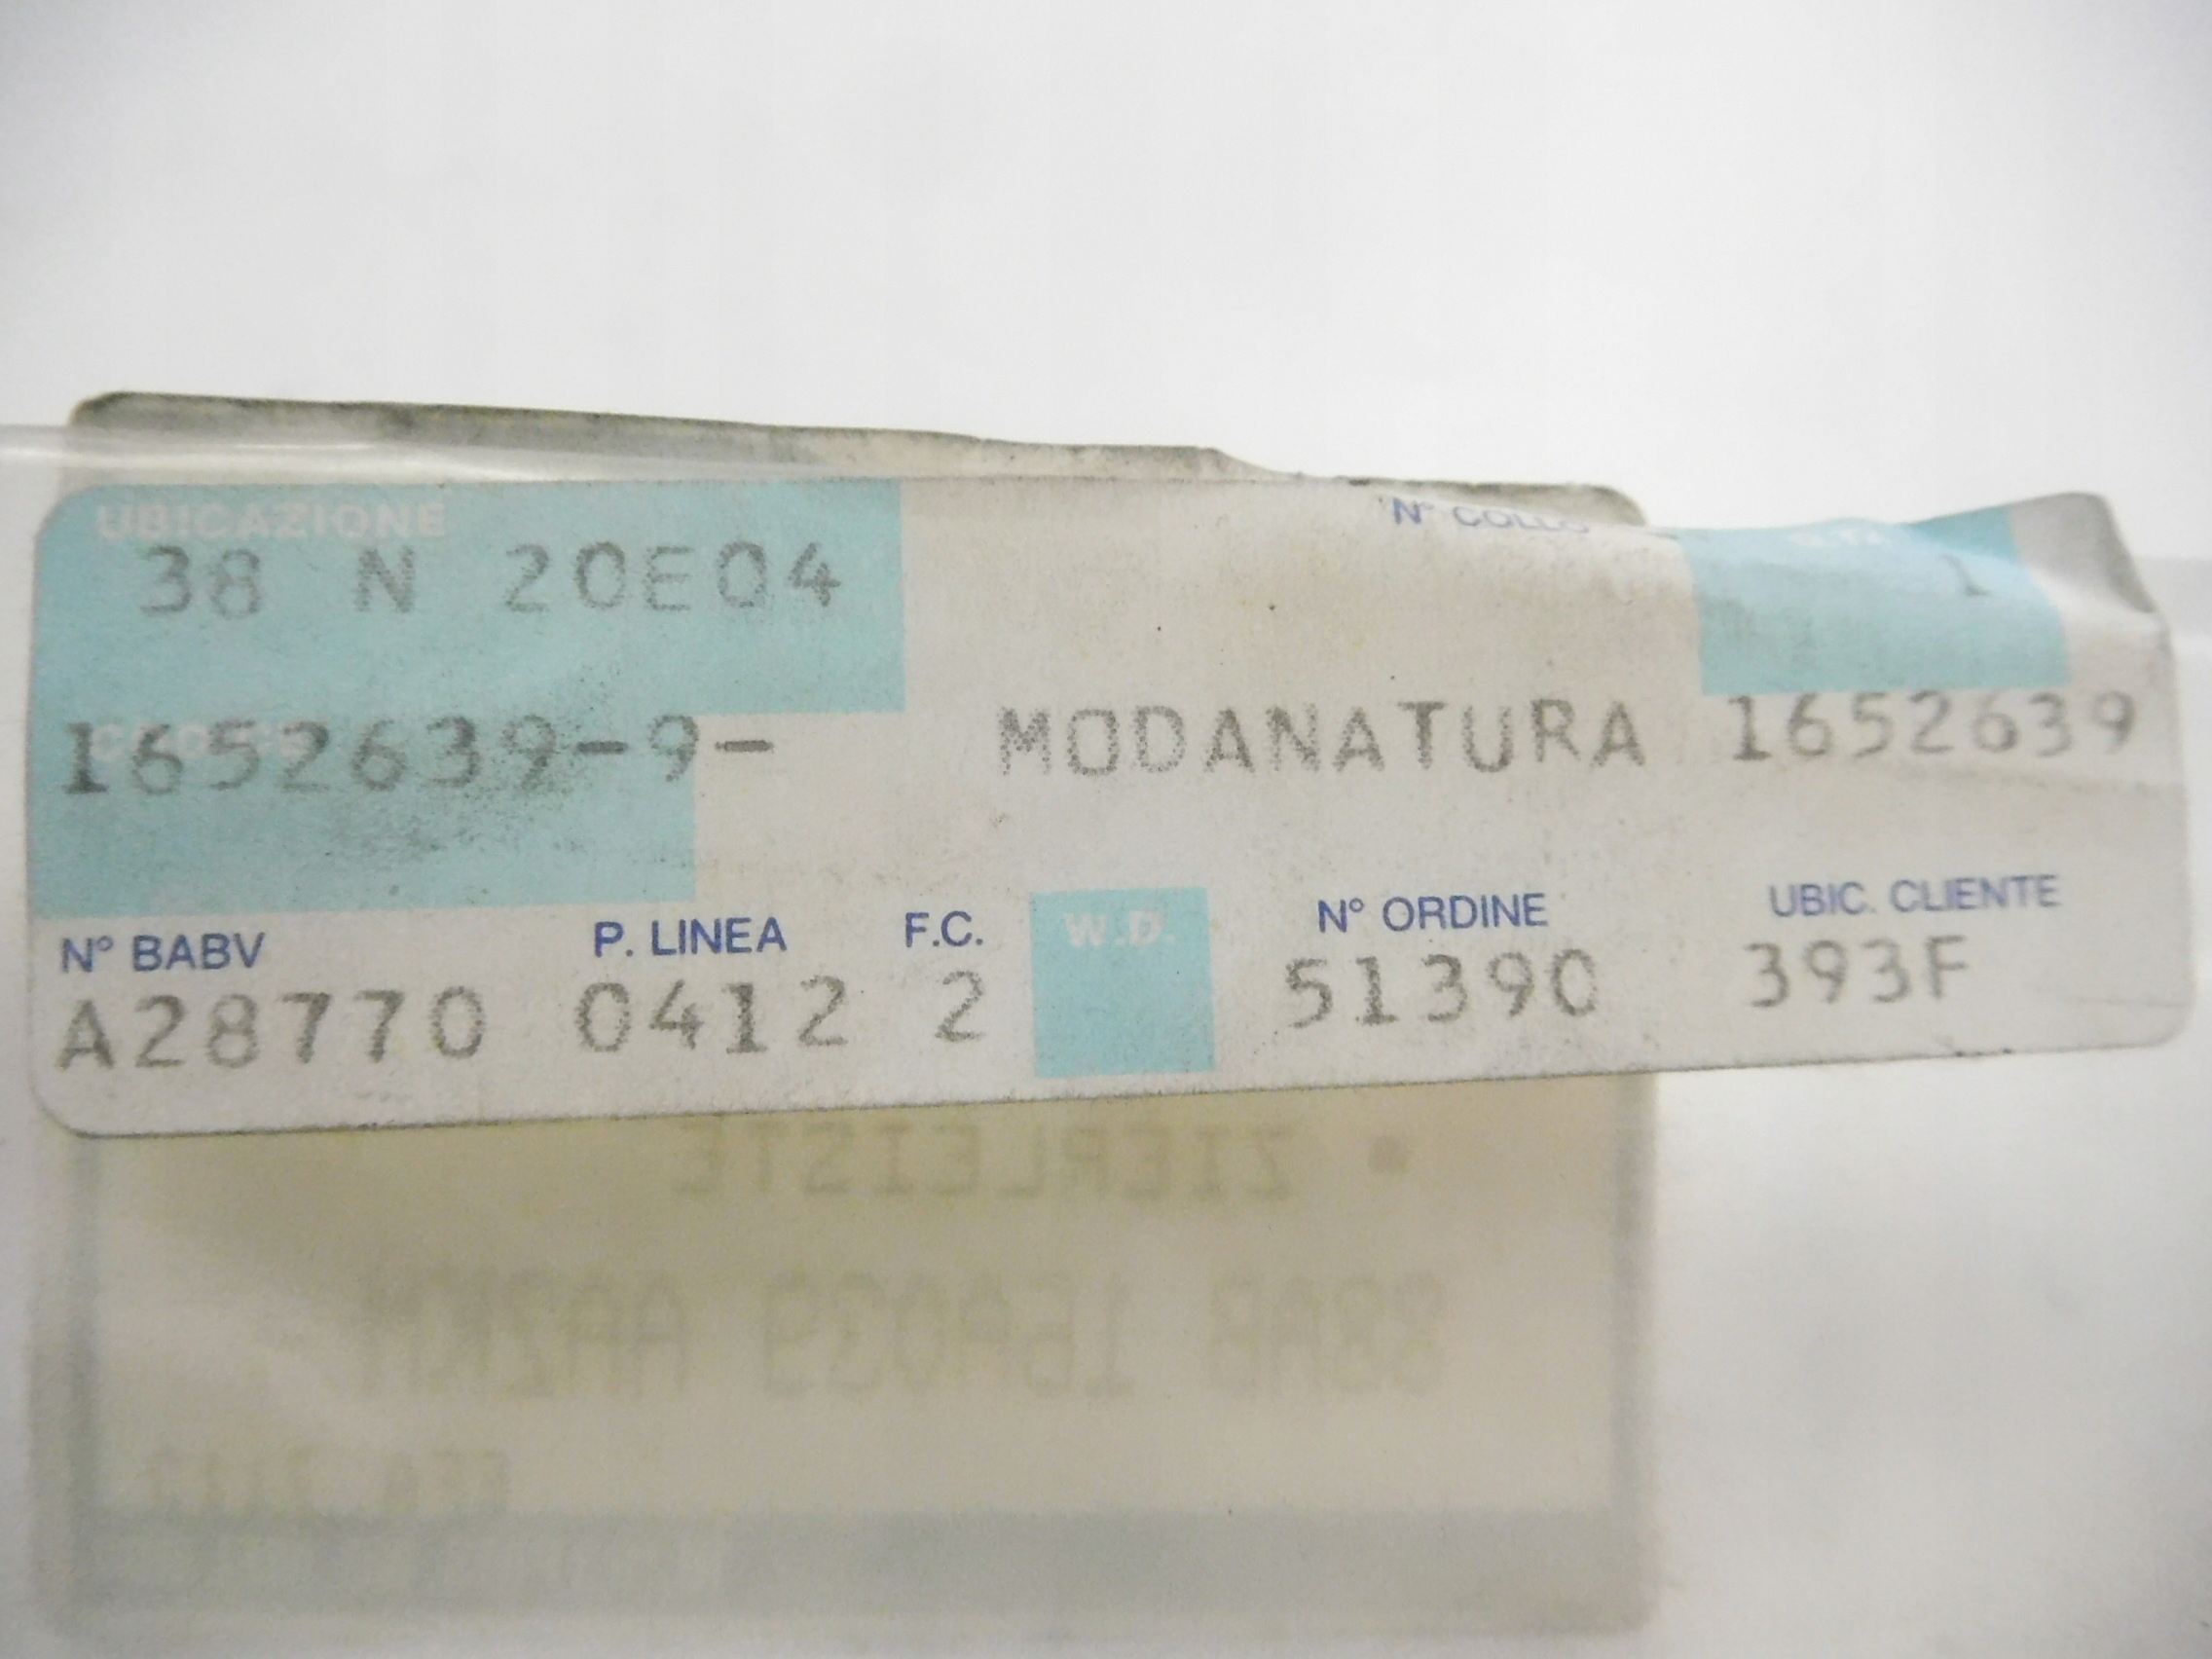 UBICAZIONE N° COLLO
38 N 20E04 1
1652639-9- MODANATURA 1652639
N° BABV P. LINEA F.C. W.D. N° ORDINE UBIC. CLIENTE
A28770 0412 2 51390 393F
• ZIERLEISTE